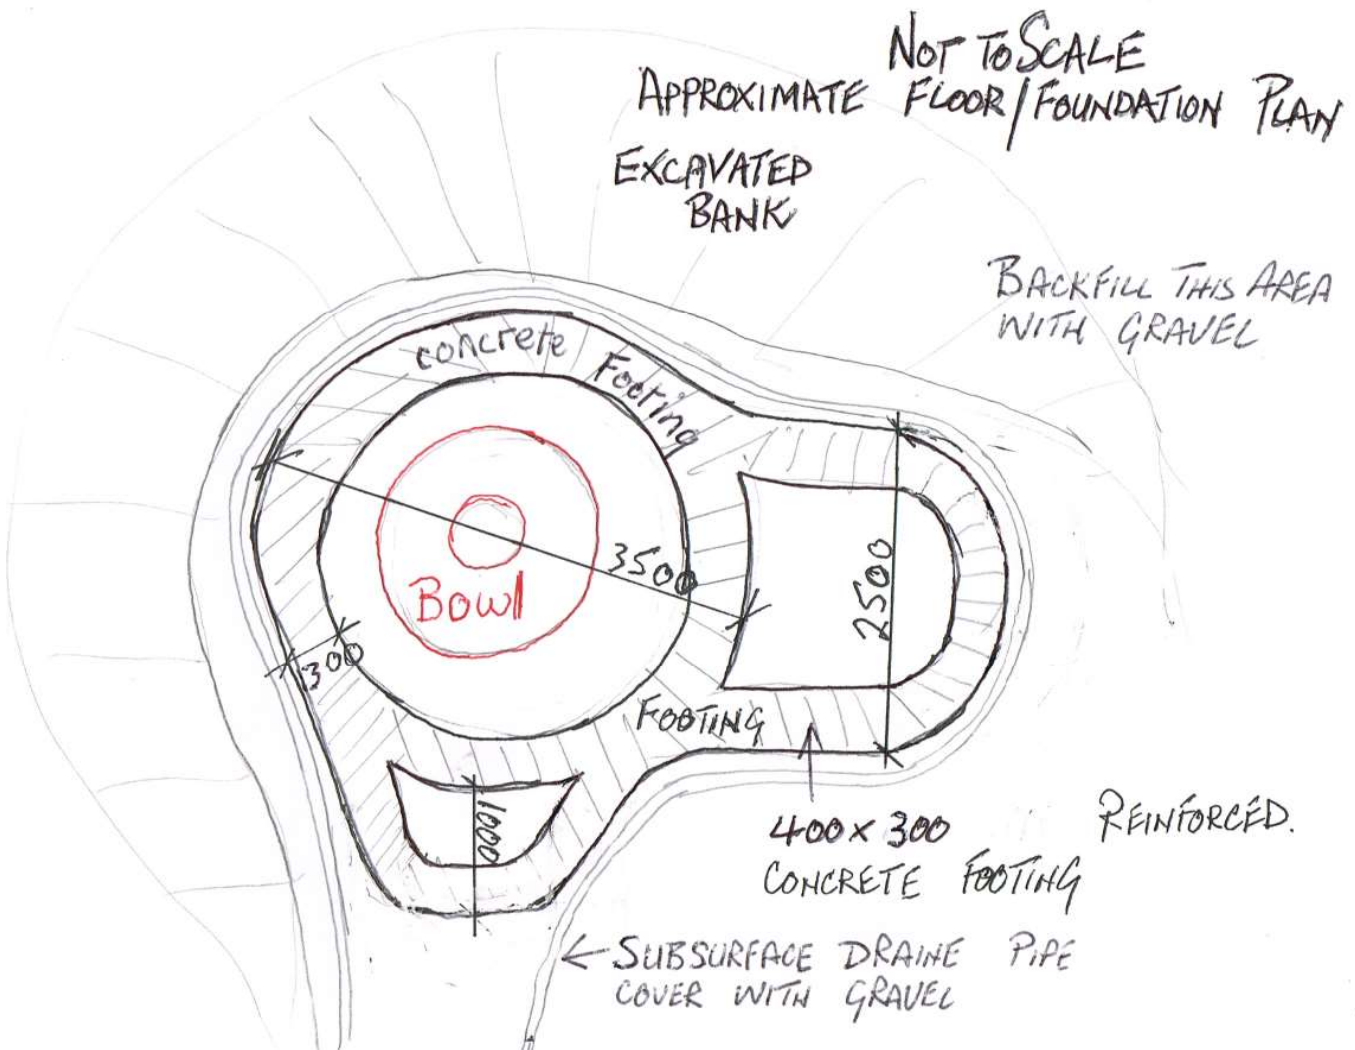 NOT TO SCALE
APPROXIMATE FLOOR/FOUNDATION PLAN
EXCAVATED
BANK
BACKFILL THIS AREA
WITH GRAVEL
concrete Footing
3500
Bowl
2500
300
FOOTING
1000
400 x 300 REINFORCED.
CONCRETE FOOTING
← SUBSURFACE DRAINE PIPE
COVER WITH GRAVEL